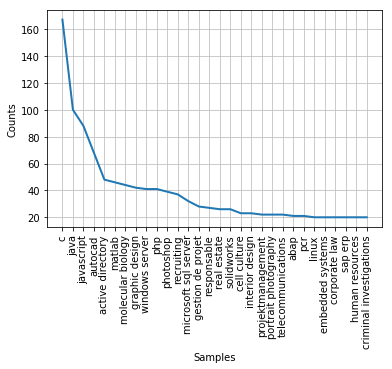 160
140
120
100
80
60
40
20
Counts
c
java
javascript
autocad
active directory
matlab
molecular biology
graphic design
windows server
php
photoshop
recruiting
microsoft sql server
gestion de projet
responsable
real estate
solidworks
cell culture
interior design
projektmanagement
portrait photography
telecommunications
abap
pcr
linux
embedded systems
corporate law
sap erp
human resources
criminal investigations
Samples